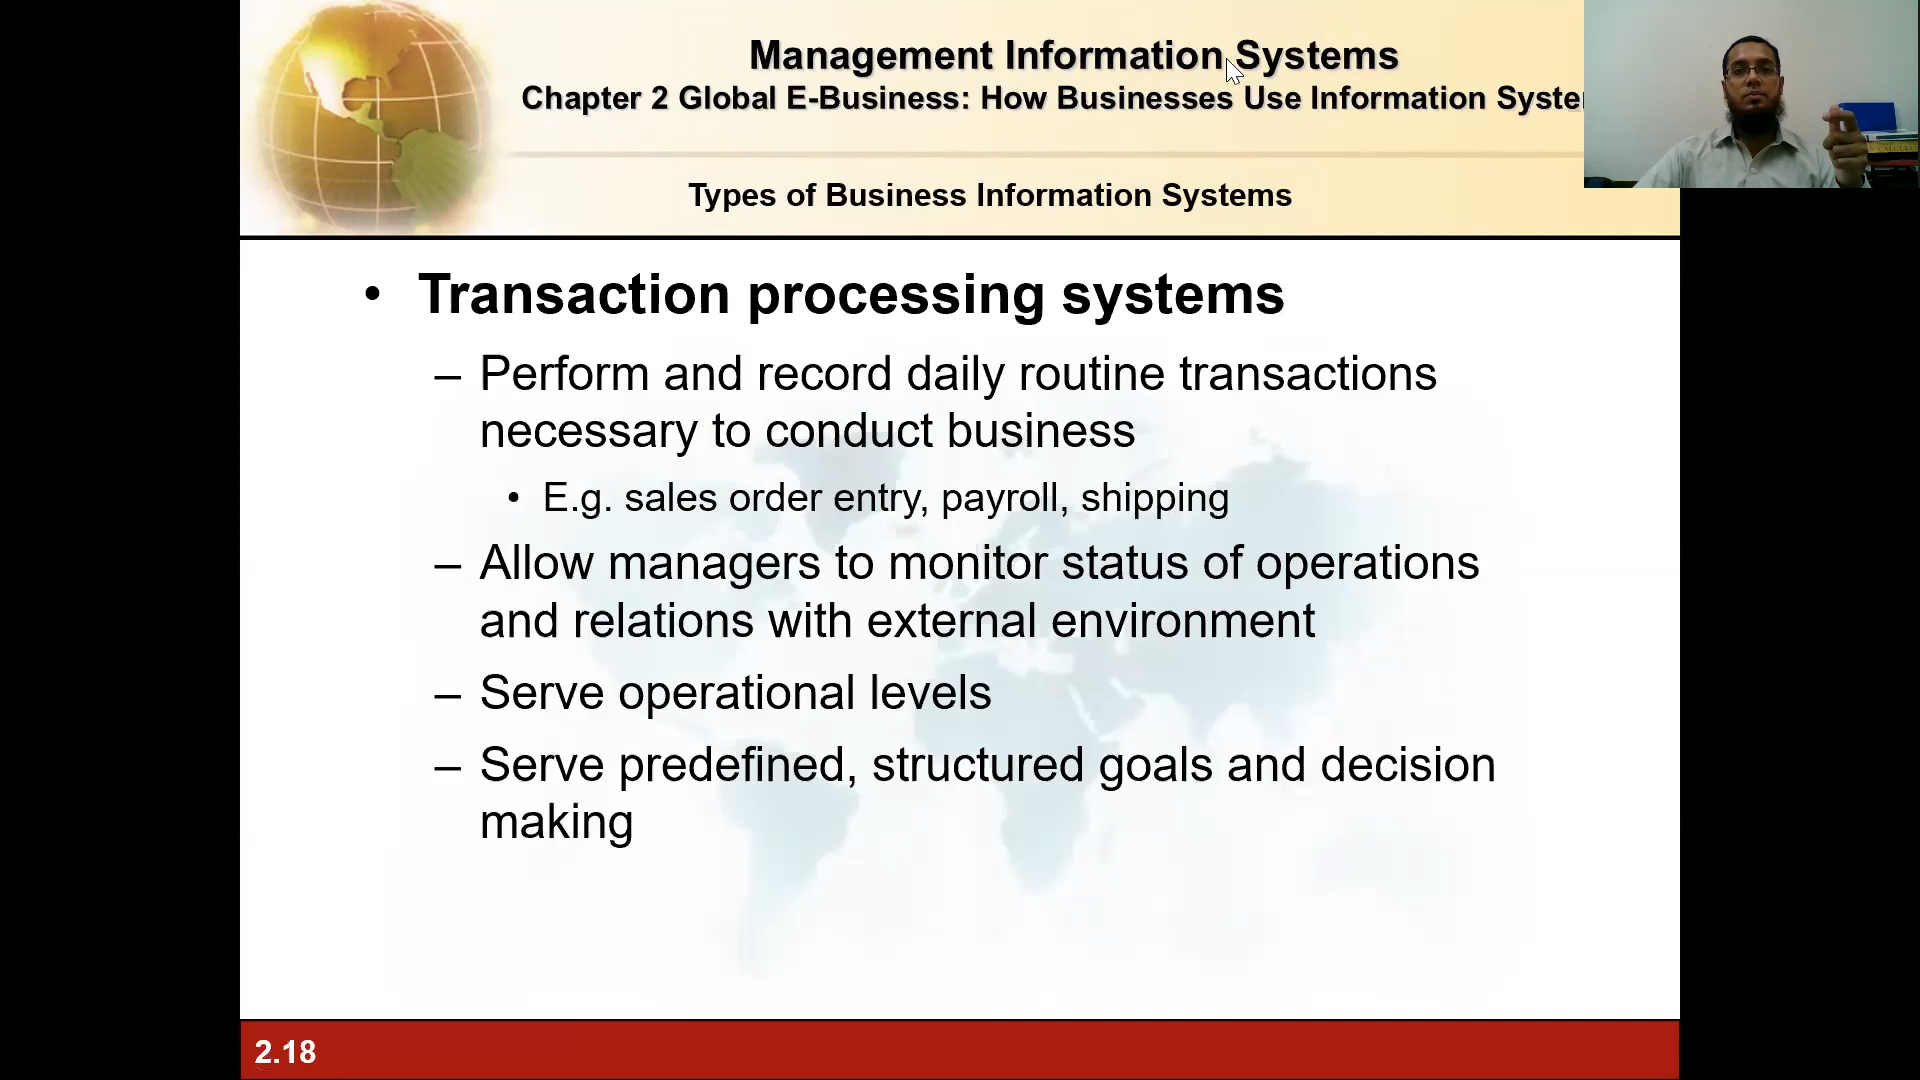 Management Information Systems
Chapter 2 Global E-Business: How Businesses Use Information
Types of Business Information Systems
• Transaction processing systems
– Perform and record daily routine transactions
necessary to conduct business
• E.g. sales order entry, payroll, shipping
– Allow managers to monitor status of operations
and relations with external environment
– Serve operational levels
– Serve predefined, structured goals and decision
making
2.18